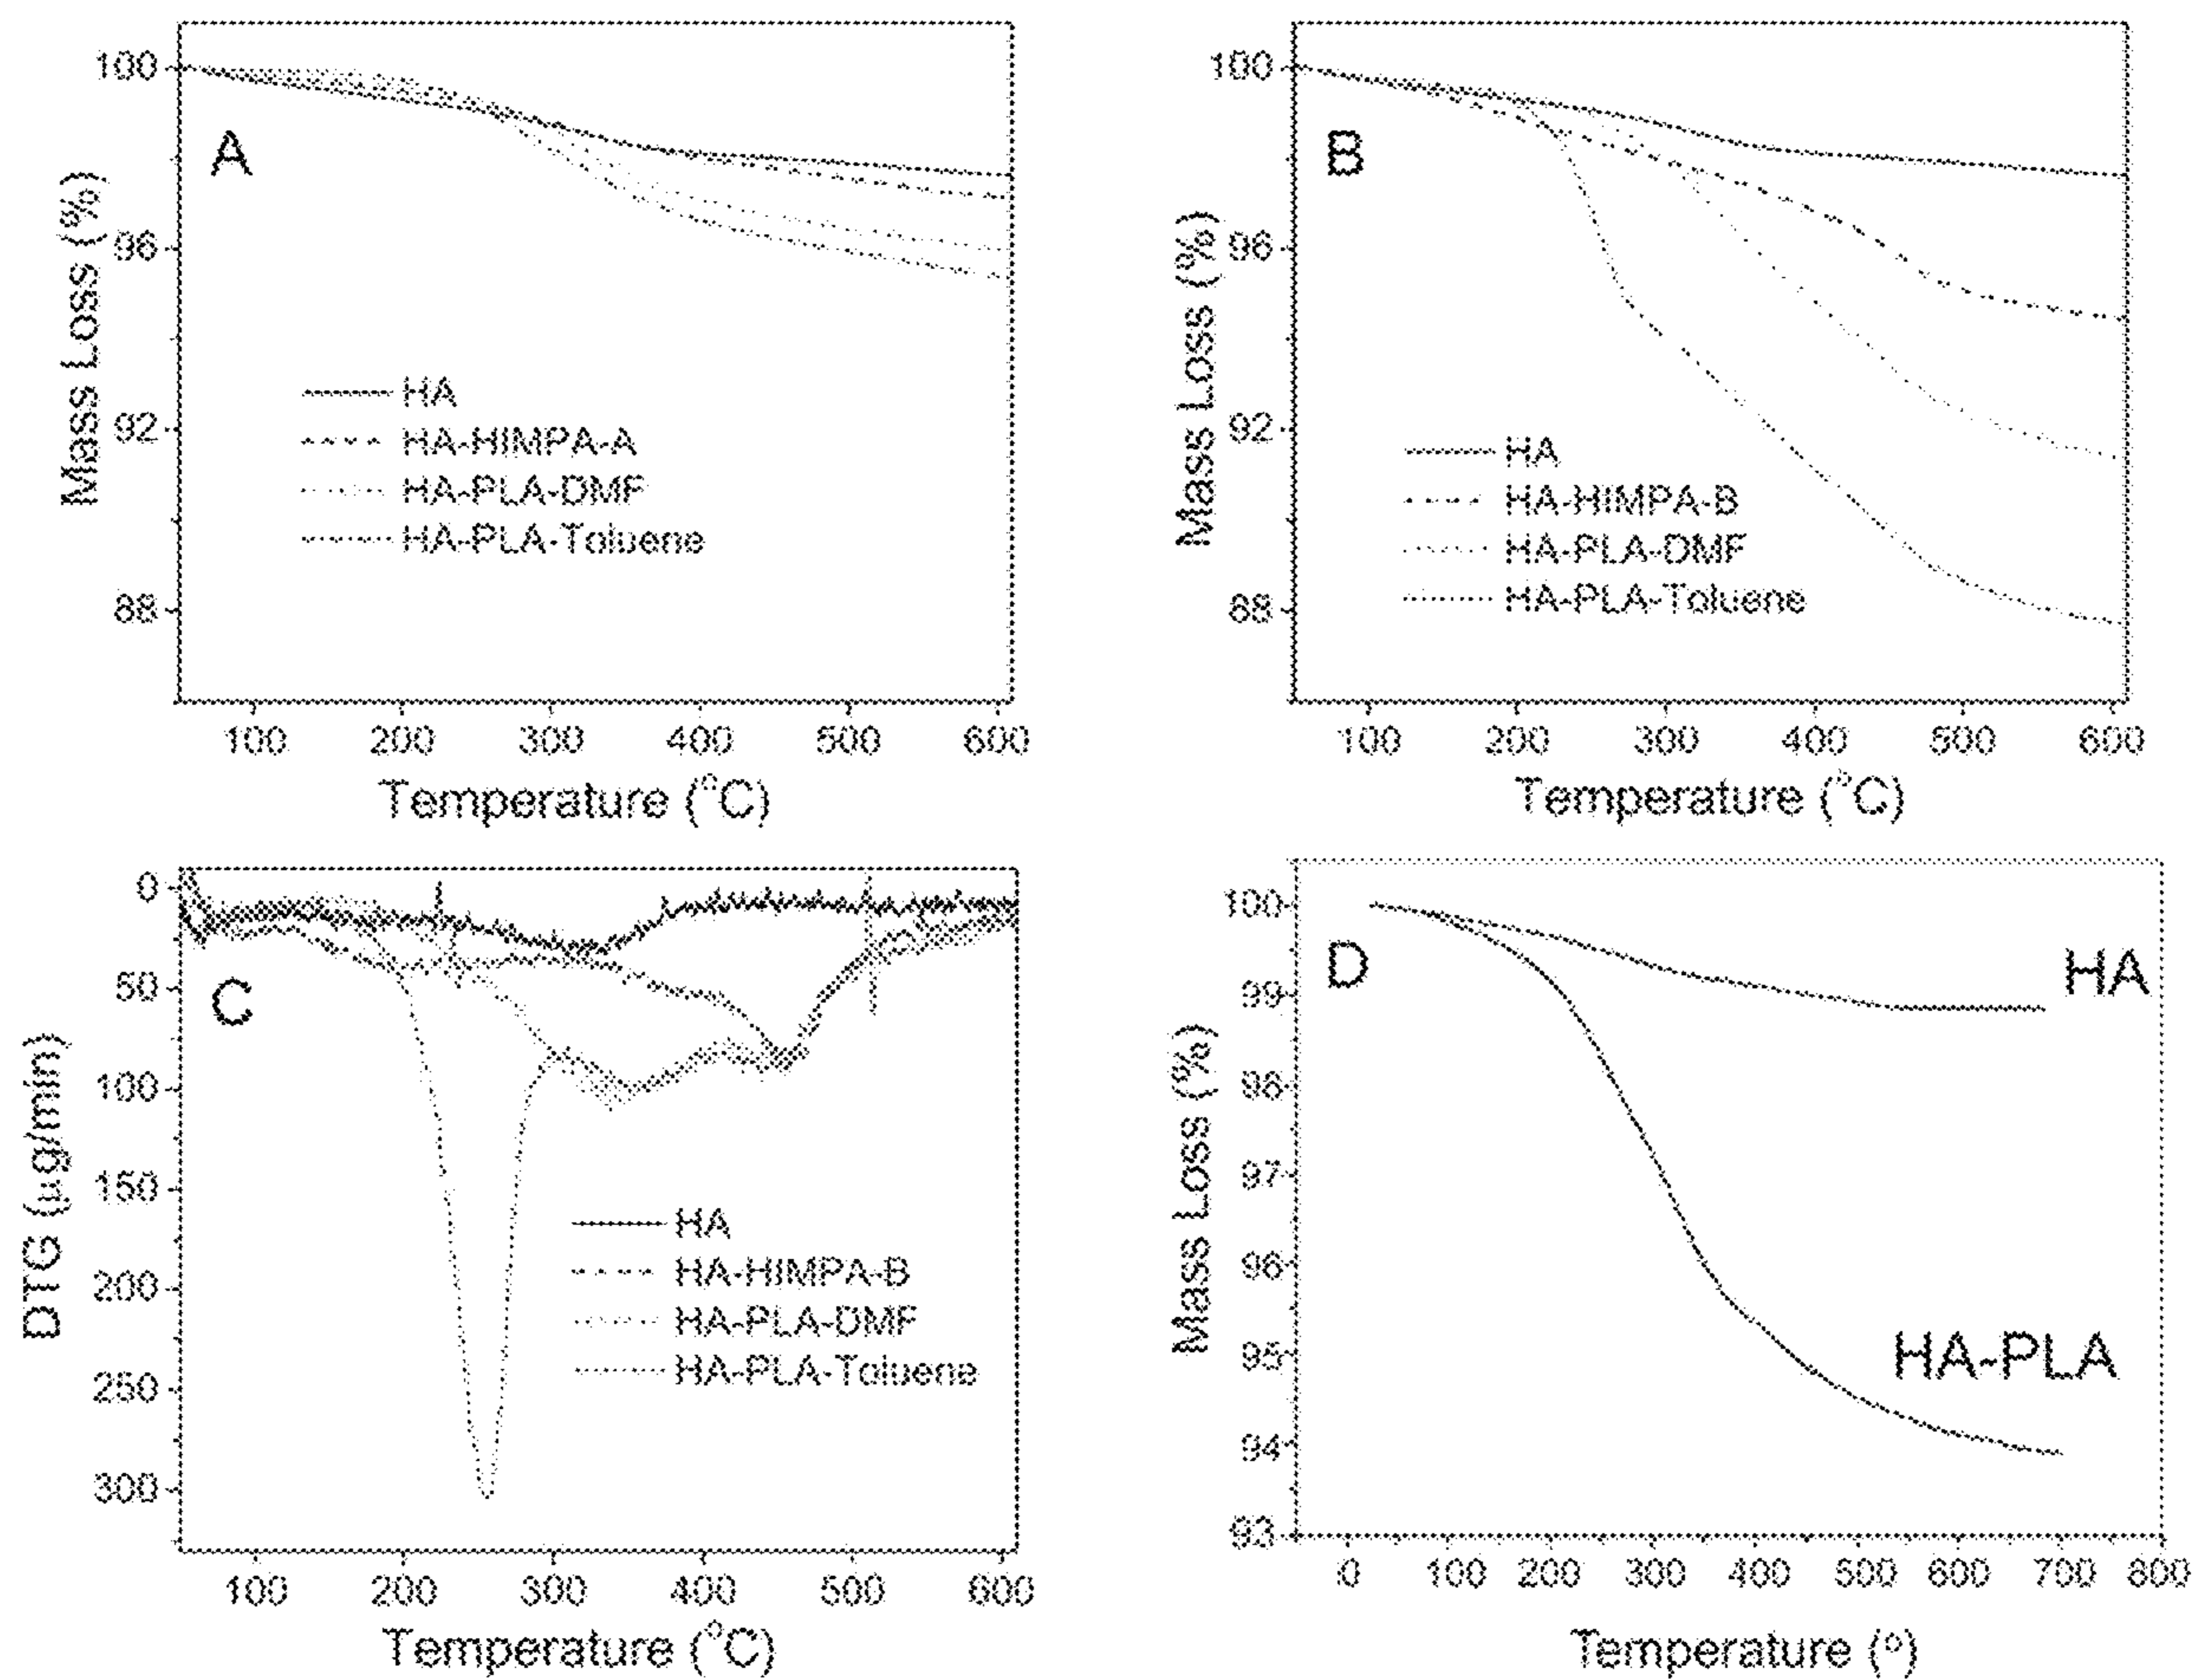 100
96
92
88
Mass Loss (%)
A
HA
HA-HIMPA-A
HA-PLA-DMF
HA-PLA-Toluene
100 200 300 400 500 600
Temperature (°C)
100
96
92
88
Mass Loss (%)
B
HA
HA-HIMPA-B
HA-PLA-DMF
HA-PLA-Toluene
100 200 300 400 500 600
Temperature (°C)
0
50
100
150
200
250
300
DTG (µg/min)
C
HA
HA-HIMPA-B
HA-PLA-DMF
HA-PLA-Toluene
100 200 300 400 500 600
Temperature (°C)
100
99
98
97
96
95
94
93
Mass Loss (%)
D
HA
HA-PLA
0 100 200 300 400 500 600 700 800
Temperature (°)